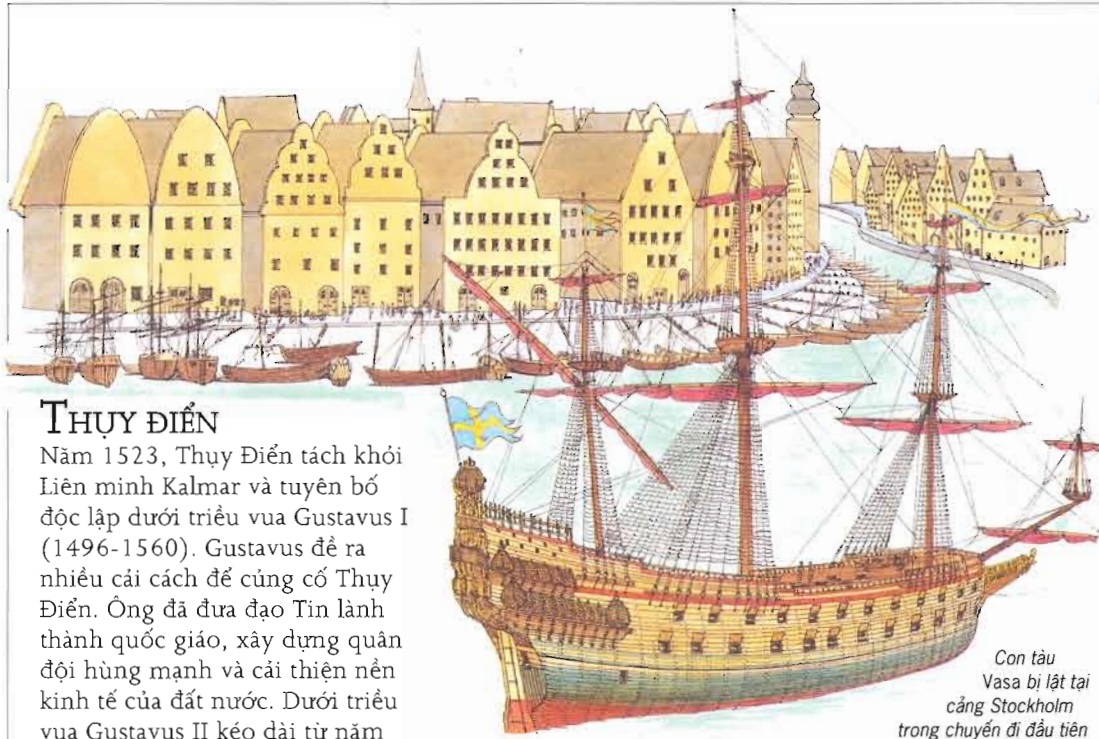 THỤY ĐIỂN
Năm 1523, Thụy Điển tách khỏi
Liên minh Kalmar và tuyên bố
độc lập dưới triều vua Gustavus I
(1496-1560). Gustavus đề ra
nhiều cải cách để củng cố Thụy
Điển. Ông đã đưa đạo Tin lành
thành quốc giáo, xây dựng quân
đội hùng mạnh và cải thiện nền
kinh tế của đất nước. Dưới triều
vua Gustavus II kéo dài từ năm
Con tàu
Vasa bị lật tại
cảng Stockholm
trong chuyến đi đầu tiên